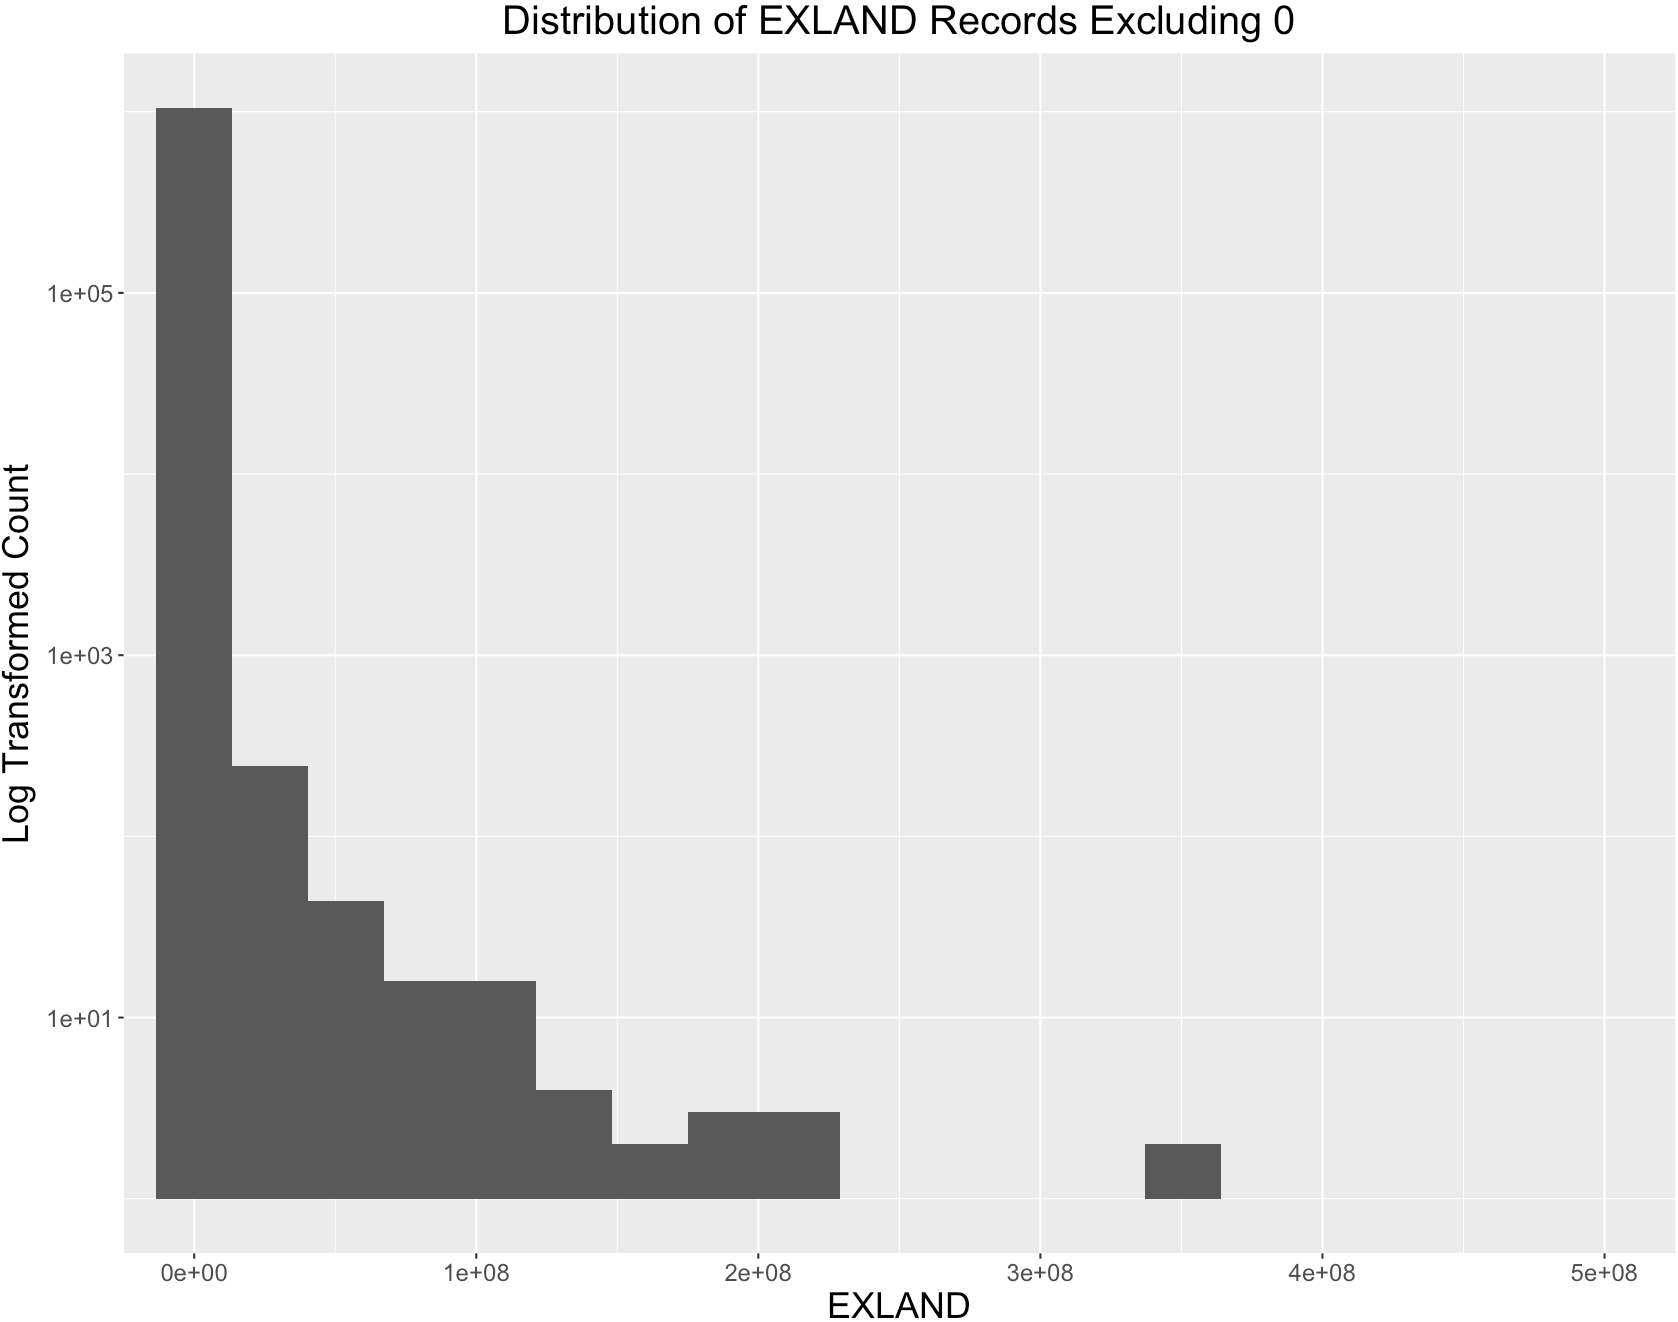 Distribution of EXLAND Records Excluding 0
Log Transformed Count
1e+05
1e+03
1e+01
0e+00 1e+08 2e+08 3e+08 4e+08 5e+08
EXLAND